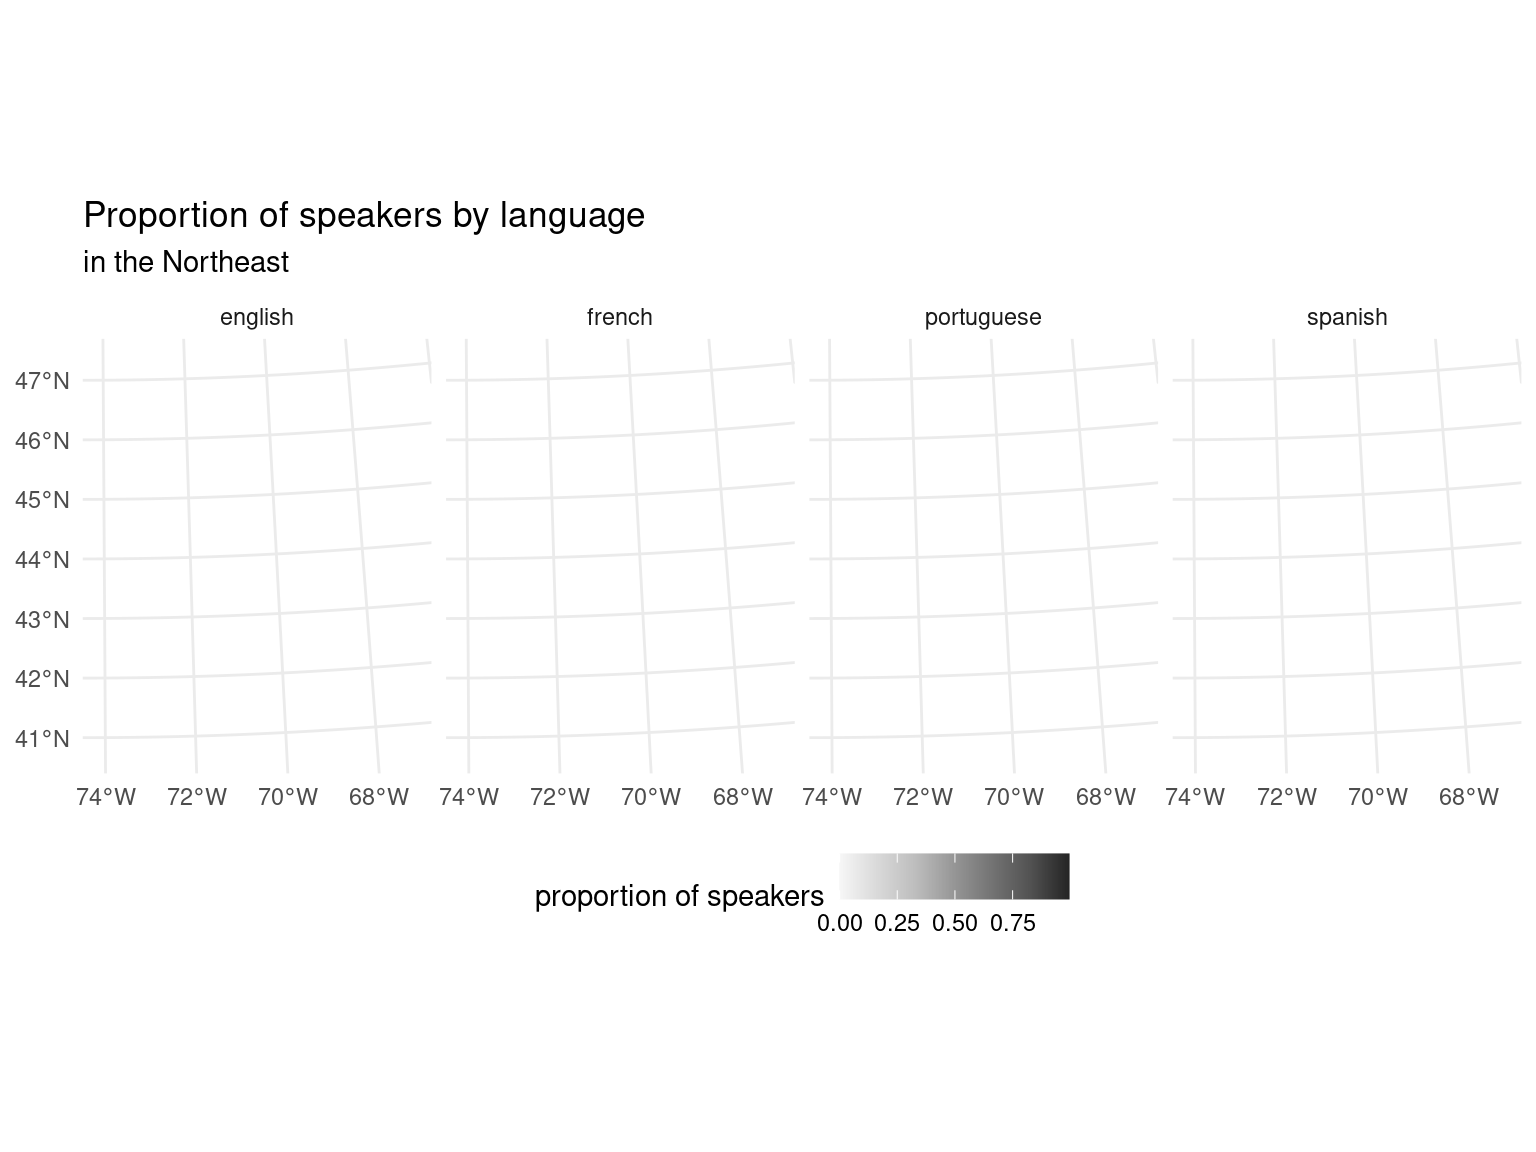 Proportion of speakers by language
in the Northeast
english french portuguese spanish
47°N
46°N
45°N
44°N
43°N
42°N
41°N
74°W 72°W 70°W 68°W 74°W 72°W 70°W 68°W 74°W 72°W 70°W 68°W 74°W 72°W 70°W 68°W
proportion of speakers
0.00 0.25 0.50 0.75